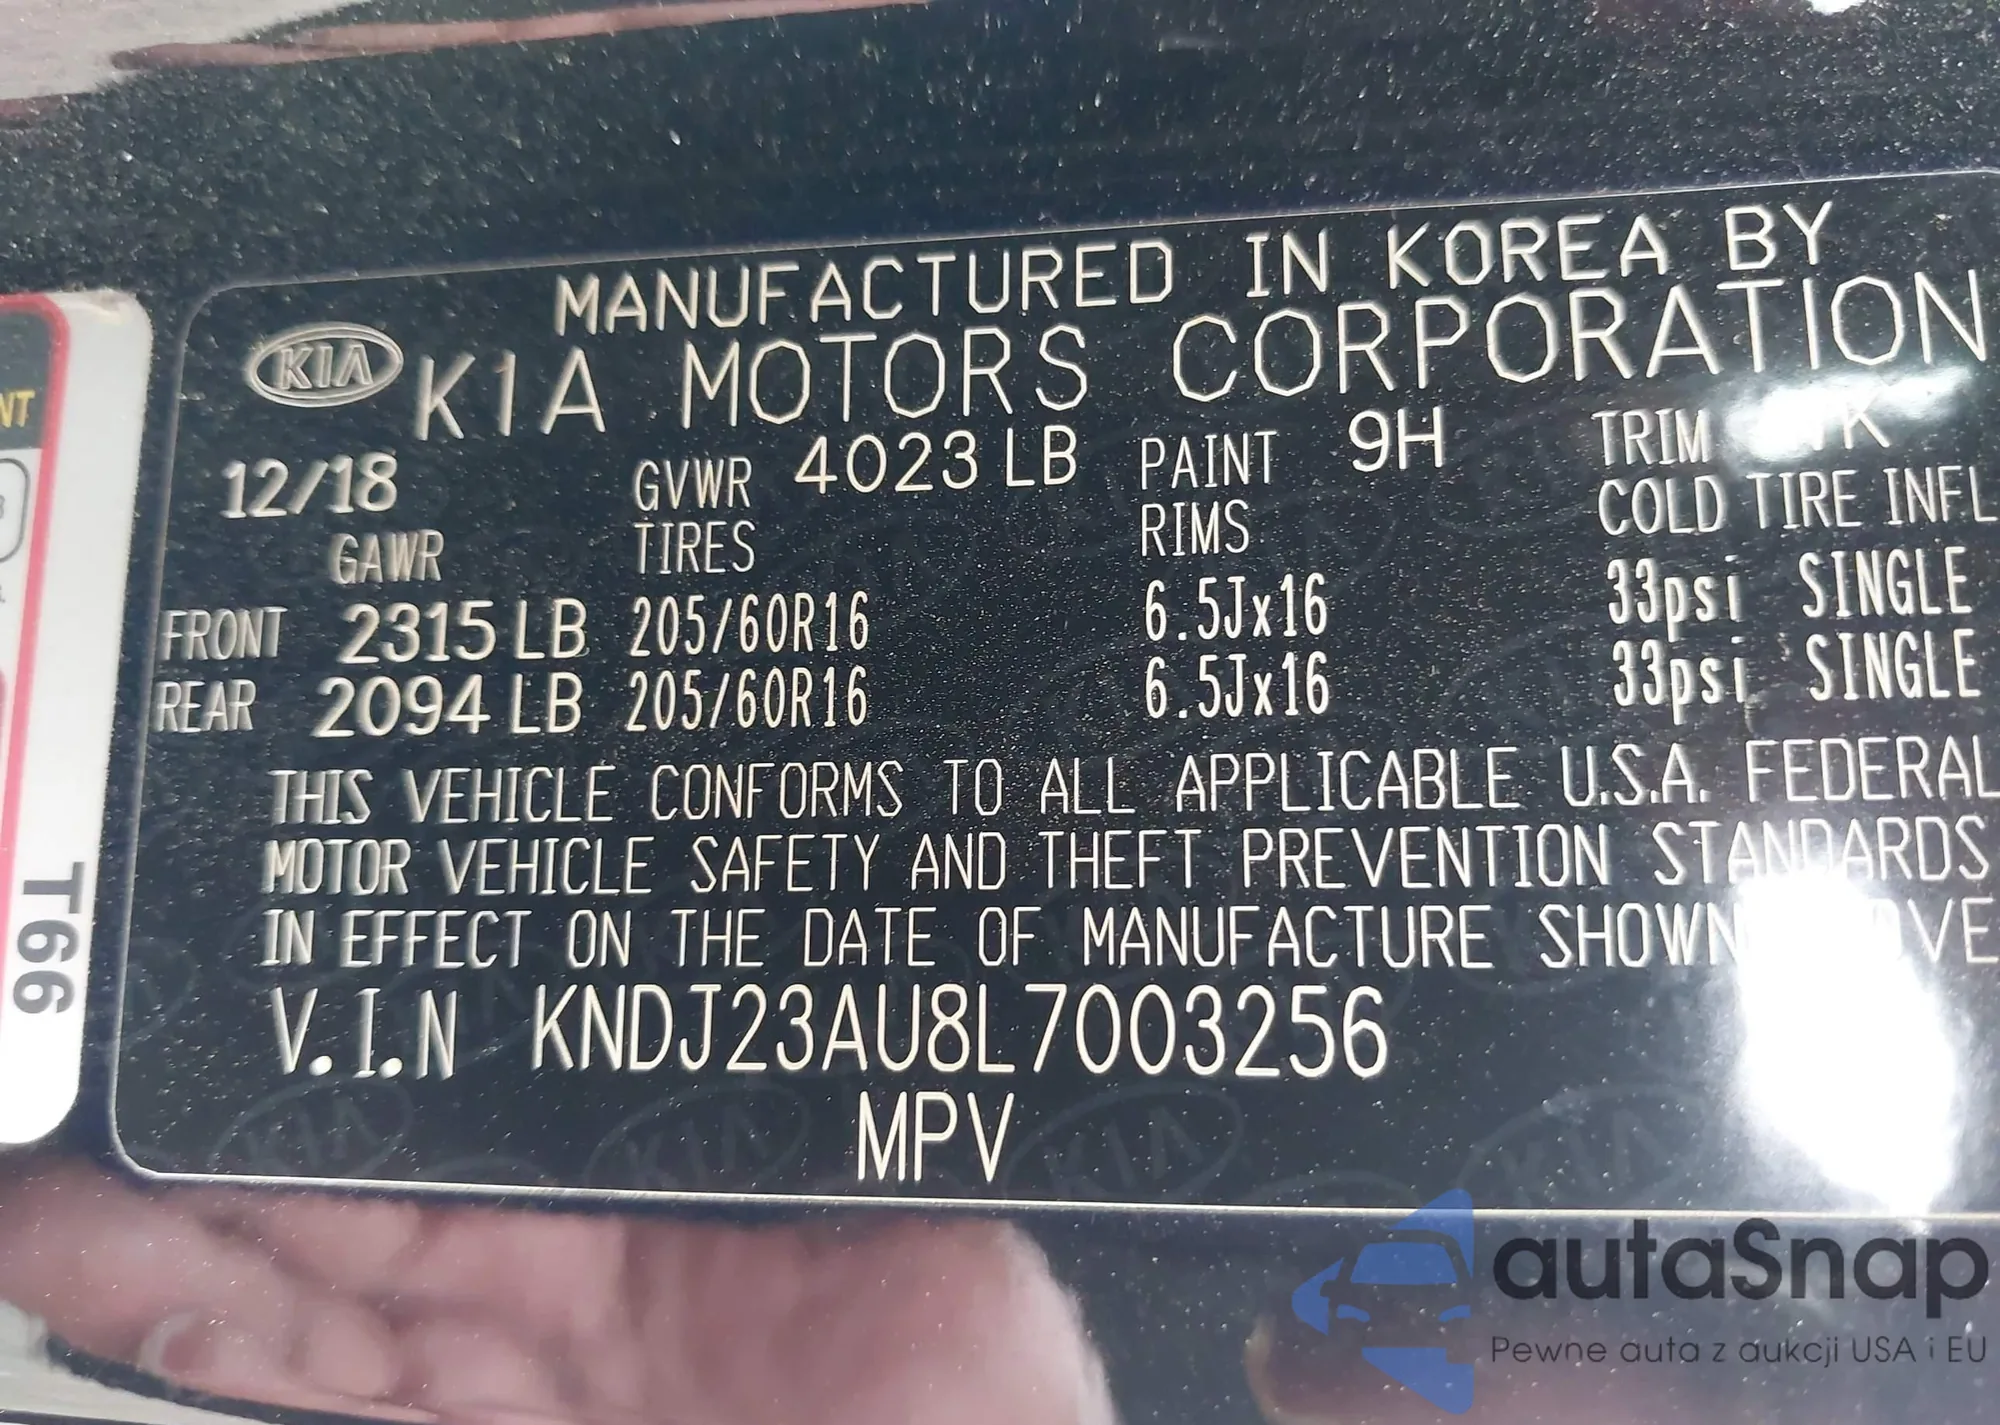 MANUFACTURED IN KOREA BY
KIA KIA MOTORS CORPORATION
12/18 GVWR 4023 LB PAINT 9H TRIM
GAWR TIRES RIMS COLD TIRE INFL
FRONT 2315 LB 205/60R16 6.5Jx16 33psi SINGLE
REAR 2094 LB 205/60R16 6.5Jx16 33psi SINGLE
THIS VEHICLE CONFORMS TO ALL APPLICABLE U.S.A. FEDERAL
MOTOR VEHICLE SAFETY AND THEFT PREVENTION STANDARDS
IN EFFECT ON THE DATE OF MANUFACTURE SHOWN
V.I.N KNDJ23AU8L7003256
MPV
NT
T66
autaSnap
Pewne auta z aukcji USA i EU